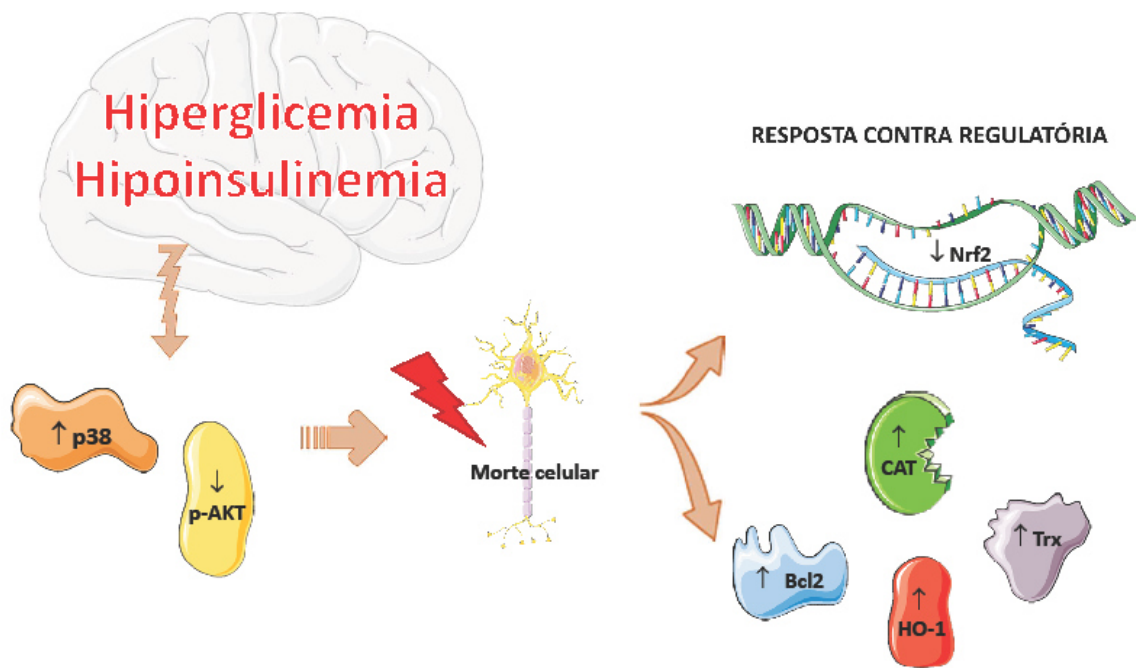 Hiperglicemia
Hipoinsulinemia
RESPOSTA CONTRA REGULATÓRIA
↓ Nrf2
↑ p38
↓
p-AKT
Morte celular
↑
CAT
↑ Trx
↑ Bcl2
↑
HO-1